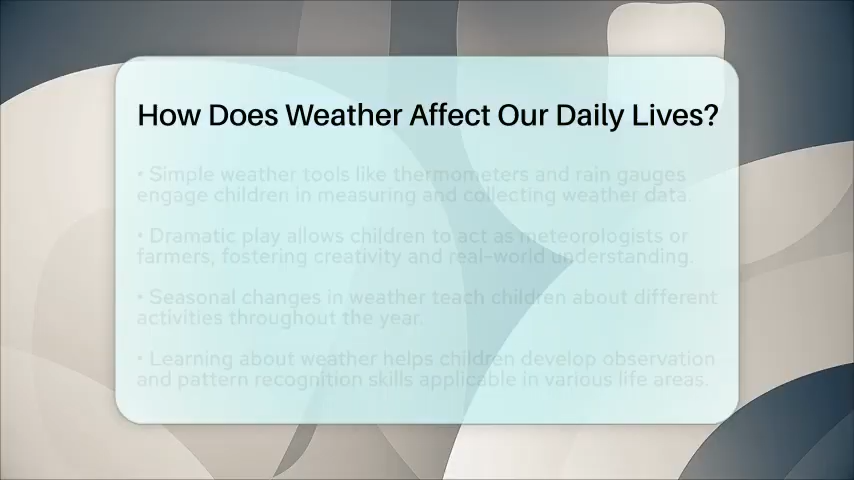 How Does Weather Affect Our Daily Lives?
• Simple weather tools like thermometers and rain gauges
engage children in measuring and collecting weather data.
• Dramatic play allows children to act as meteorologists or
farmers, fostering creativity and real-world understanding.
• Seasonal changes in weather teach children about different
activities throughout the year.
• Learning about weather helps children develop observation
and pattern recognition skills applicable in various life areas.